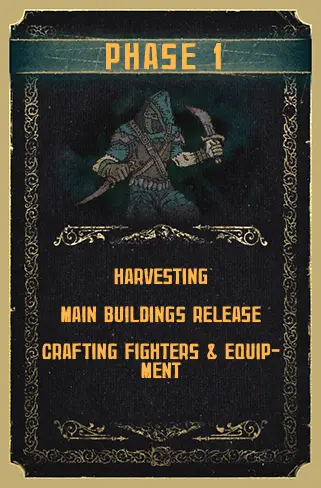 PHASE 1
HARVESTING
MAIN BUILDINGS RELEASE
CRAFTING FIGHTERS & EQUIP-
MENT